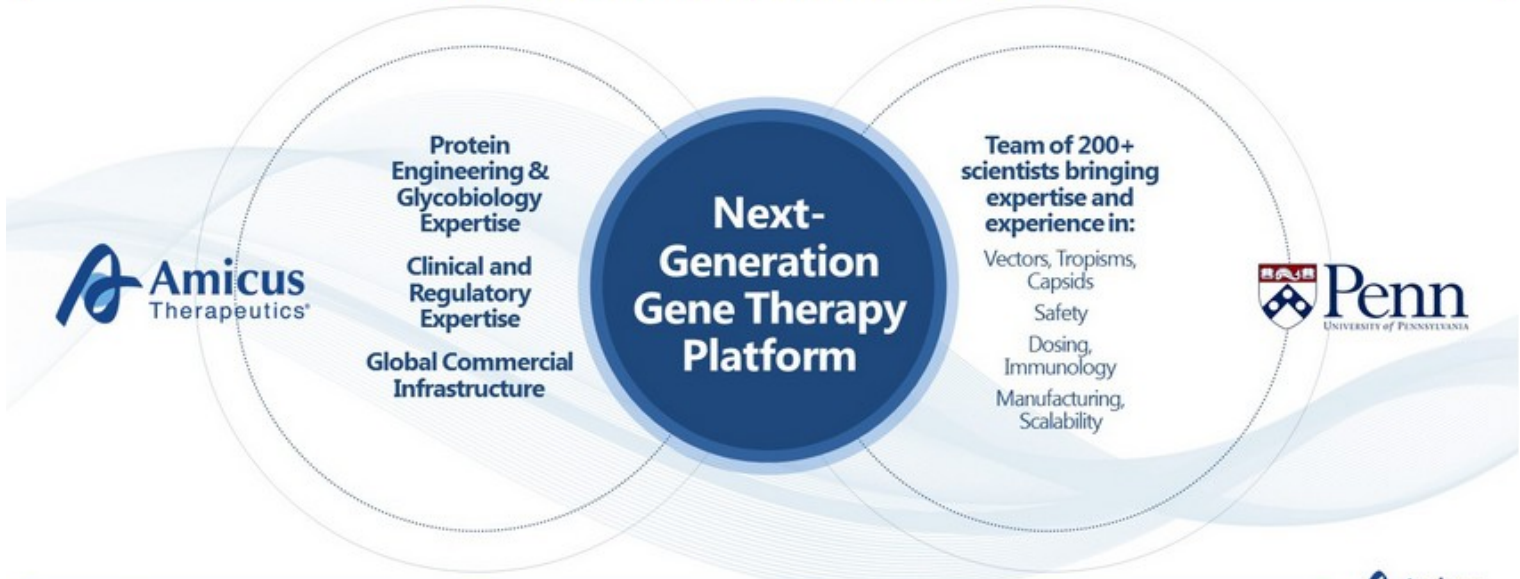 Protein
Engineering &
Glycobiology
Expertise
Clinical and
Regulatory
Expertise
Global Commercial
Infrastructure
Amicus
Therapeutics®
Next-
Generation
Gene Therapy
Platform
Team of 200+
scientists bringing
expertise and
experience in:
Vectors, Tropisms,
Capsids
Safety
Dosing,
Immunology
Manufacturing,
Scalability
Penn
UNIVERSITY of PENNSYLVANIA